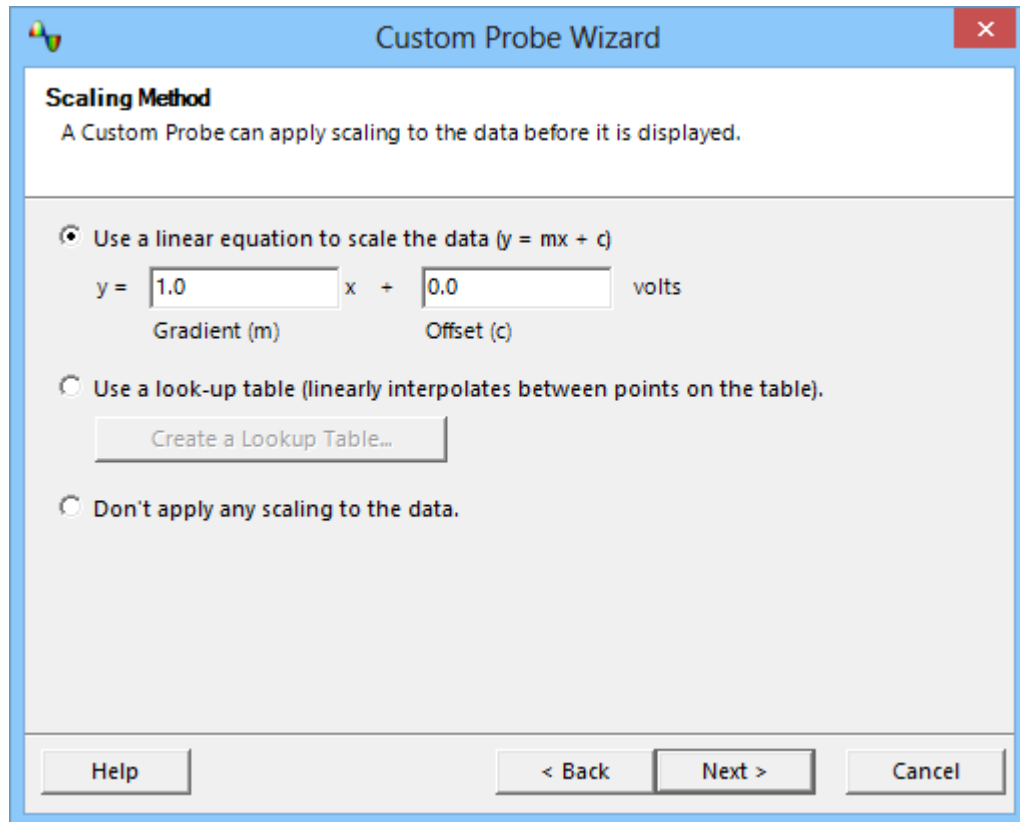 Custom Probe Wizard
Scaling Method
A Custom Probe can apply scaling to the data before it is displayed.
Use a linear equation to scale the data (y = mx + c)
y = 1.0 x + 0.0 volts
Gradient (m) Offset (c)
Use a look-up table (linearly interpolates between points on the table).
Create a Lookup Table...
Don't apply any scaling to the data.
Help < Back Next > Cancel